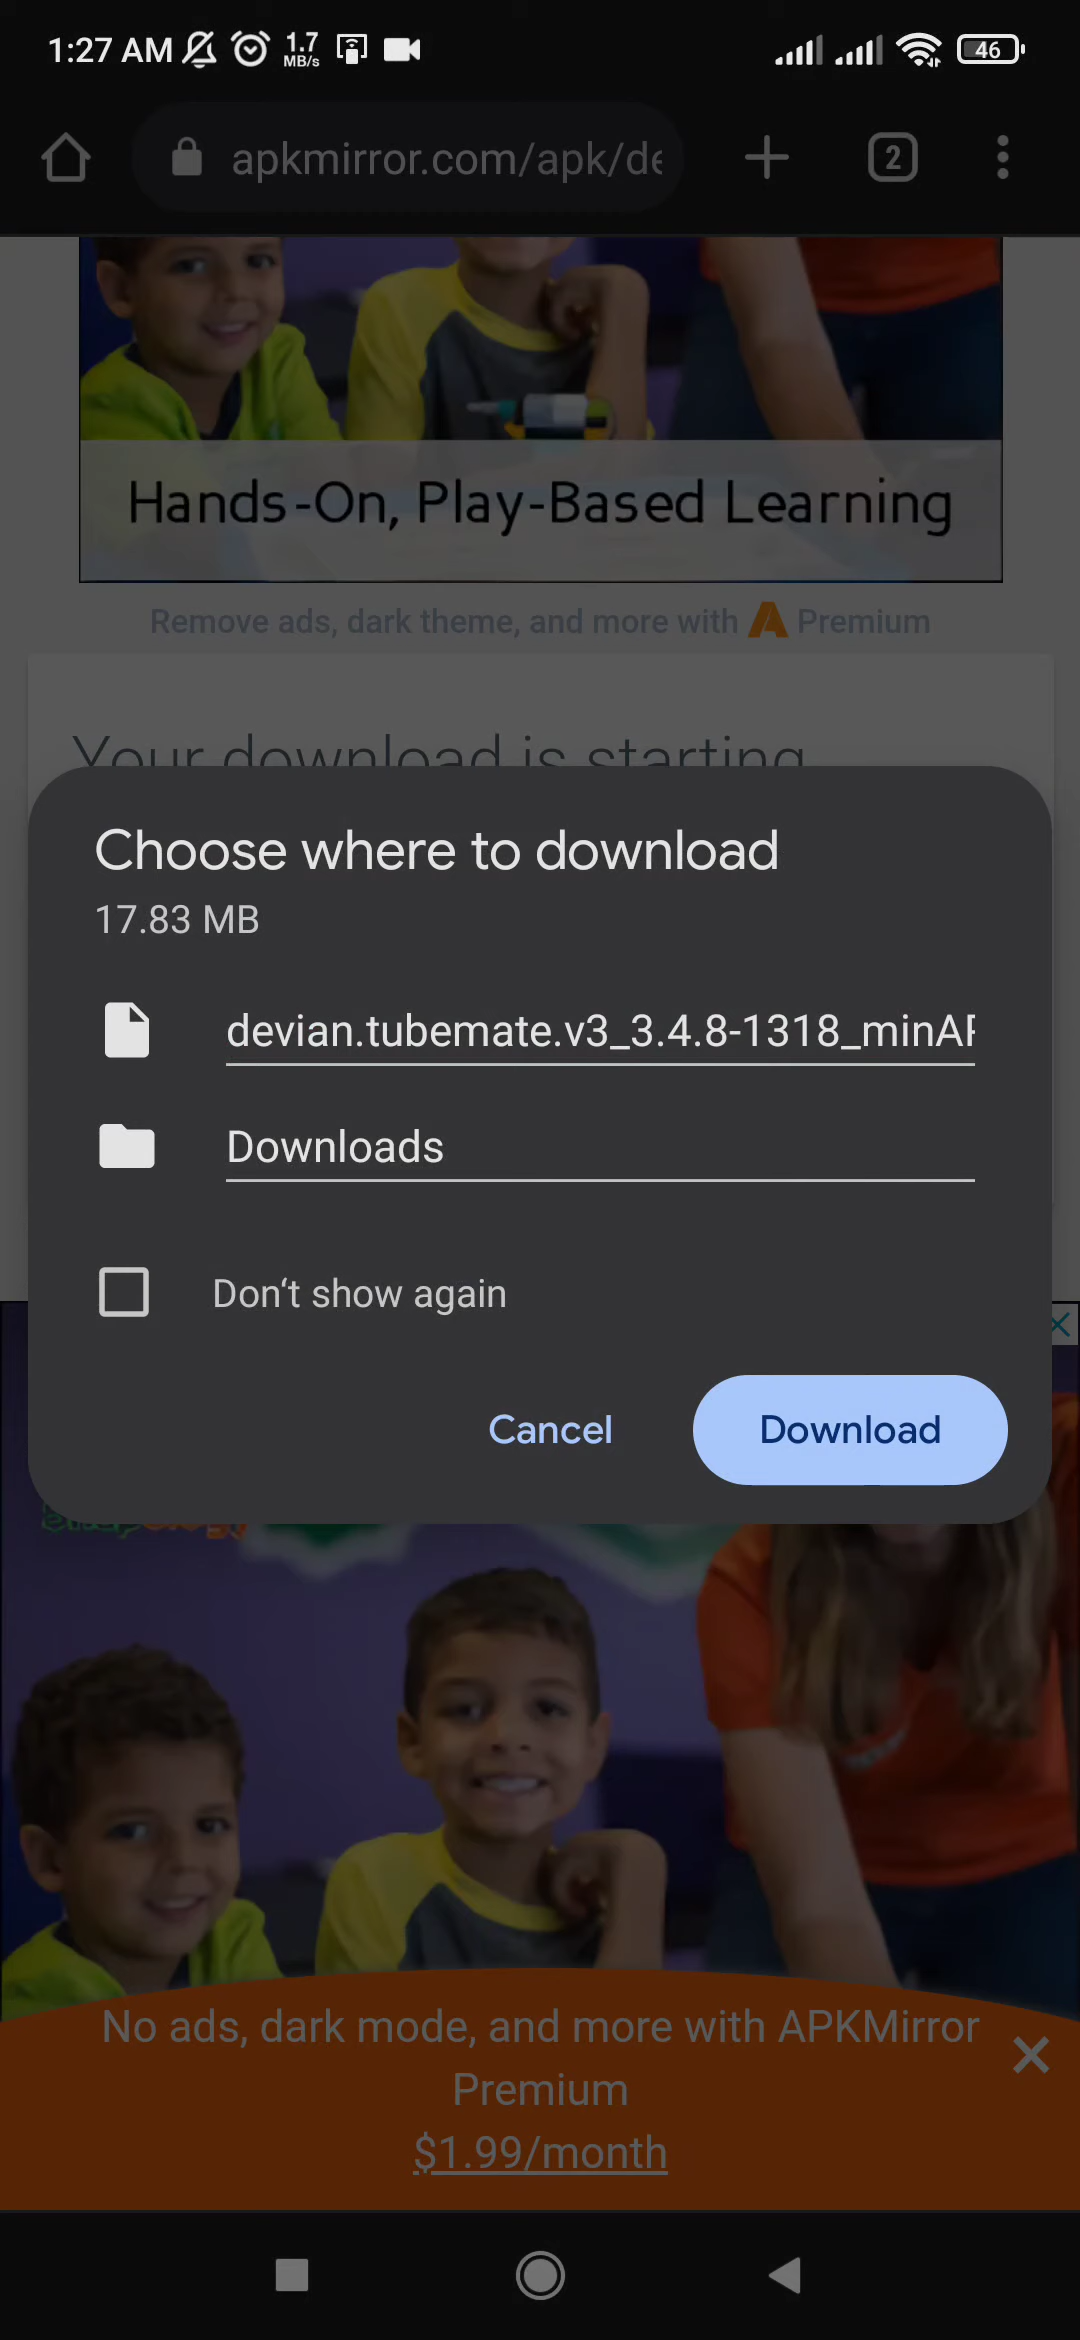 1:27 AM 1.7 MB/s 46
apkmirror.com/apk/de
2
Hands-On, Play-Based Learning
Remove ads, dark theme, and more with Premium
Your download is starting
Choose where to download
17.83 MB
devian.tubemate.v3_3.4.8-1318_minAP
Downloads
Don't show again
Cancel
Download
No ads, dark mode, and more with APKMirror
Premium
$1.99/month